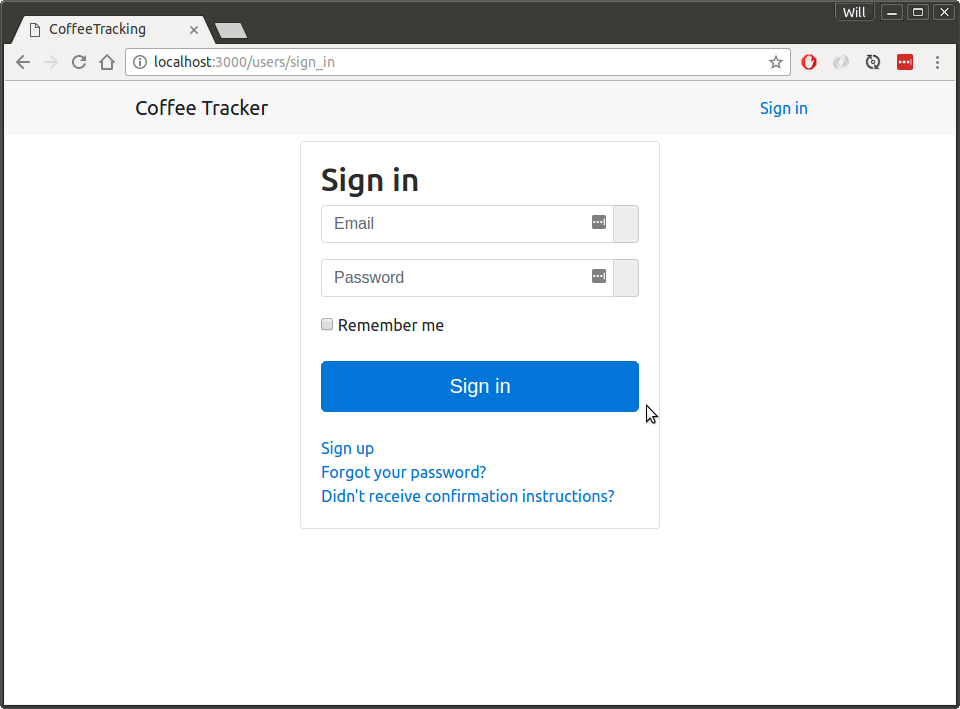 Will
CoffeeTracking
localhost:3000/users/sign_in
Coffee Tracker
Sign in
Sign in
Email
Password
Remember me
Sign in
Sign up
Forgot your password?
Didn't receive confirmation instructions?